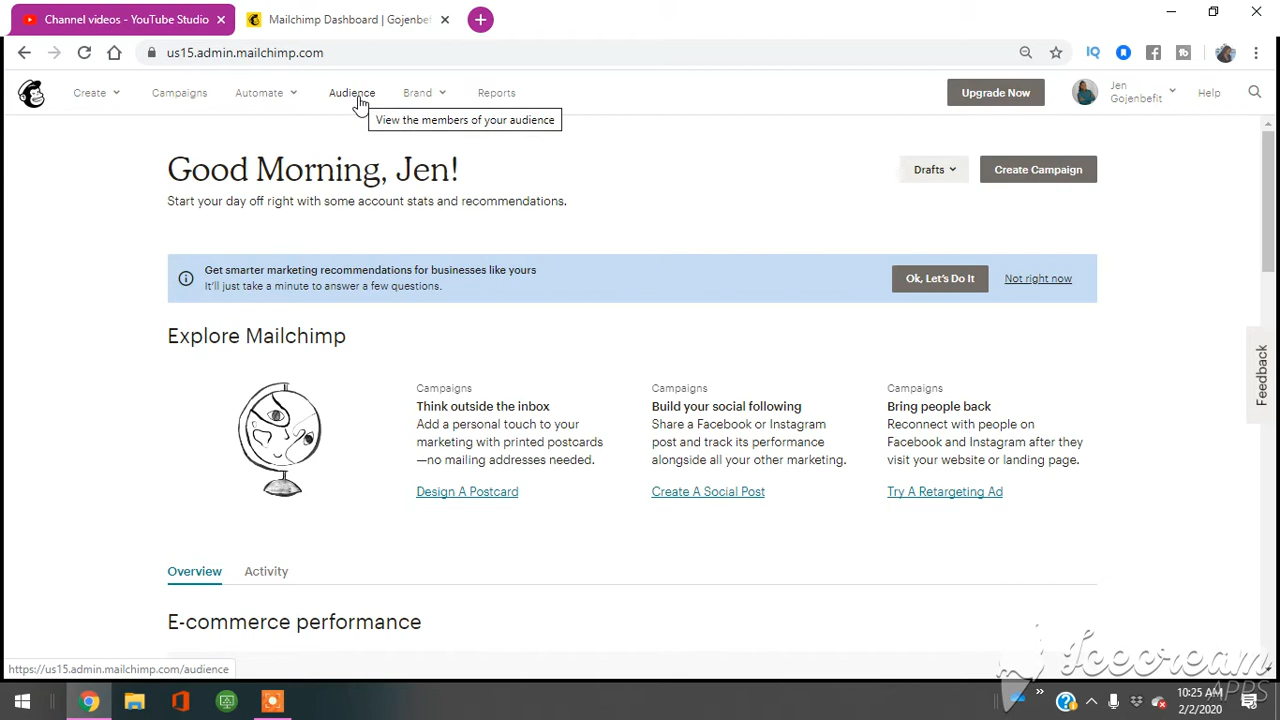 Channel videos - YouTube Studio
Mailchimp Dashboard | Gojenbef
us15.admin.mailchimp.com
Create
Campaigns
Automate
Audience
Brand
Reports
Upgrade Now
Jen
Gojenbefit
Help
View the members of your audience
Good Morning, Jen!
Drafts
Create Campaign
Start your day off right with some account stats and recommendations.
Get smarter marketing recommendations for businesses like yours
It'll just take a minute to answer a few questions.
Ok, Let's Do It
Not right now
Explore Mailchimp
Feedback
Campaigns
Think outside the inbox
Add a personal touch to your
marketing with printed postcards
—no mailing addresses needed.
Design A Postcard
Campaigns
Build your social following
Share a Facebook or Instagram
post and track its performance
alongside all your other marketing.
Create A Social Post
Campaigns
Bring people back
Reconnect with people on
Facebook and Instagram after they
visit your website or landing page.
Try A Retargeting Ad
Overview
Activity
E-commerce performance
https://us15.admin.mailchimp.com/audience
Icecream
APPS
10:25 AM
2/2/2020